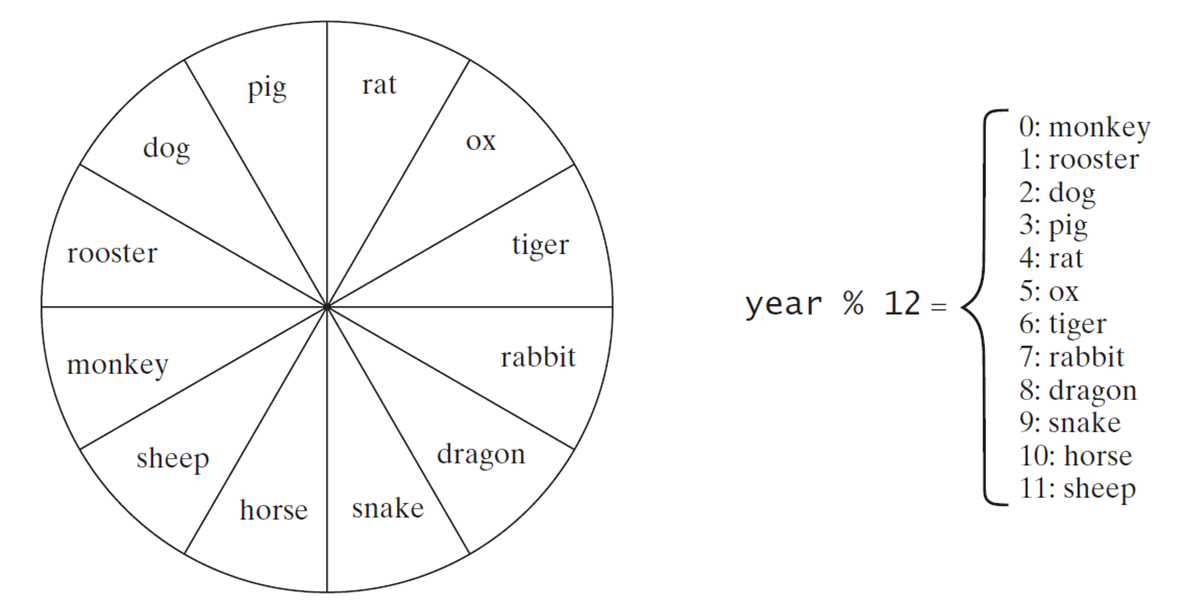 pig
rat
dog
ox
rooster
tiger
monkey
rabbit
sheep
dragon
horse
snake
year % 12 =
0: monkey
1: rooster
2: dog
3: pig
4: rat
5: ox
6: tiger
7: rabbit
8: dragon
9: snake
10: horse
11: sheep